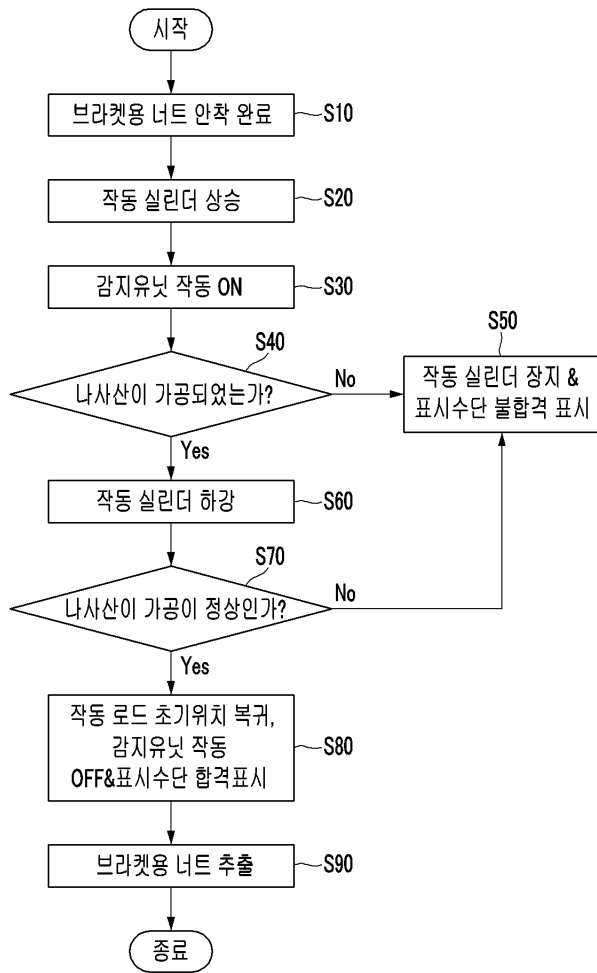 시작
브라켓용 너트 안착 완료 S10
작동 실린더 상승 S20
감지유닛 작동 ON S30
S40
나사산이 가공되었는가?
No
Yes
S50
작동 실린더 장지 &
표시수단 불합격 표시
작동 실린더 하강 S60
S70
나사산이 가공이 정상인가?
No
Yes
작동 로드 초기위치 복귀,
감지유닛 작동
OFF&표시수단 합격표시
S80
브라켓용 너트 추출 S90
종료